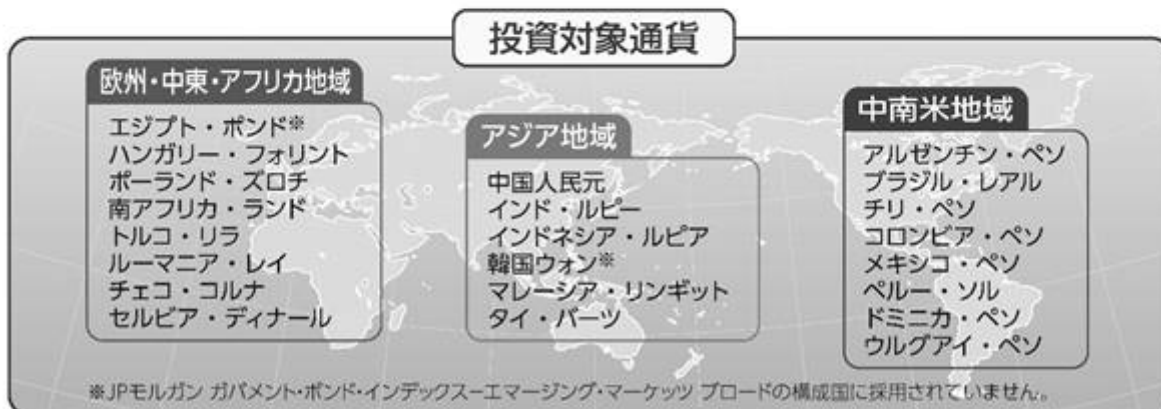 投資対象通貨
欧州・中東・アフリカ地域
エジプト・ポンド※
ハンガリー・フォリント
ポーランド・ズロチ
南アフリカ・ランド
トルコ・リラ
ルーマニア・レイ
チェコ・コルナ
セルビア・ディナール
アジア地域
中国人民元
インド・ルピー
インドネシア・ルピア
韓国ウォン※
マレーシア・リンギット
タイ・バーツ
中南米地域
アルゼンチン・ペソ
ブラジル・レアル
チリ・ペソ
コロンビア・ペソ
メキシコ・ペソ
ペルー・ソル
ドミニカ・ペソ
ウルグアイ・ペソ
※JPモルガン ガバメント・ボンド・インデックス-エマージング・マーケッツ ブロードの構成国に採用されていません。